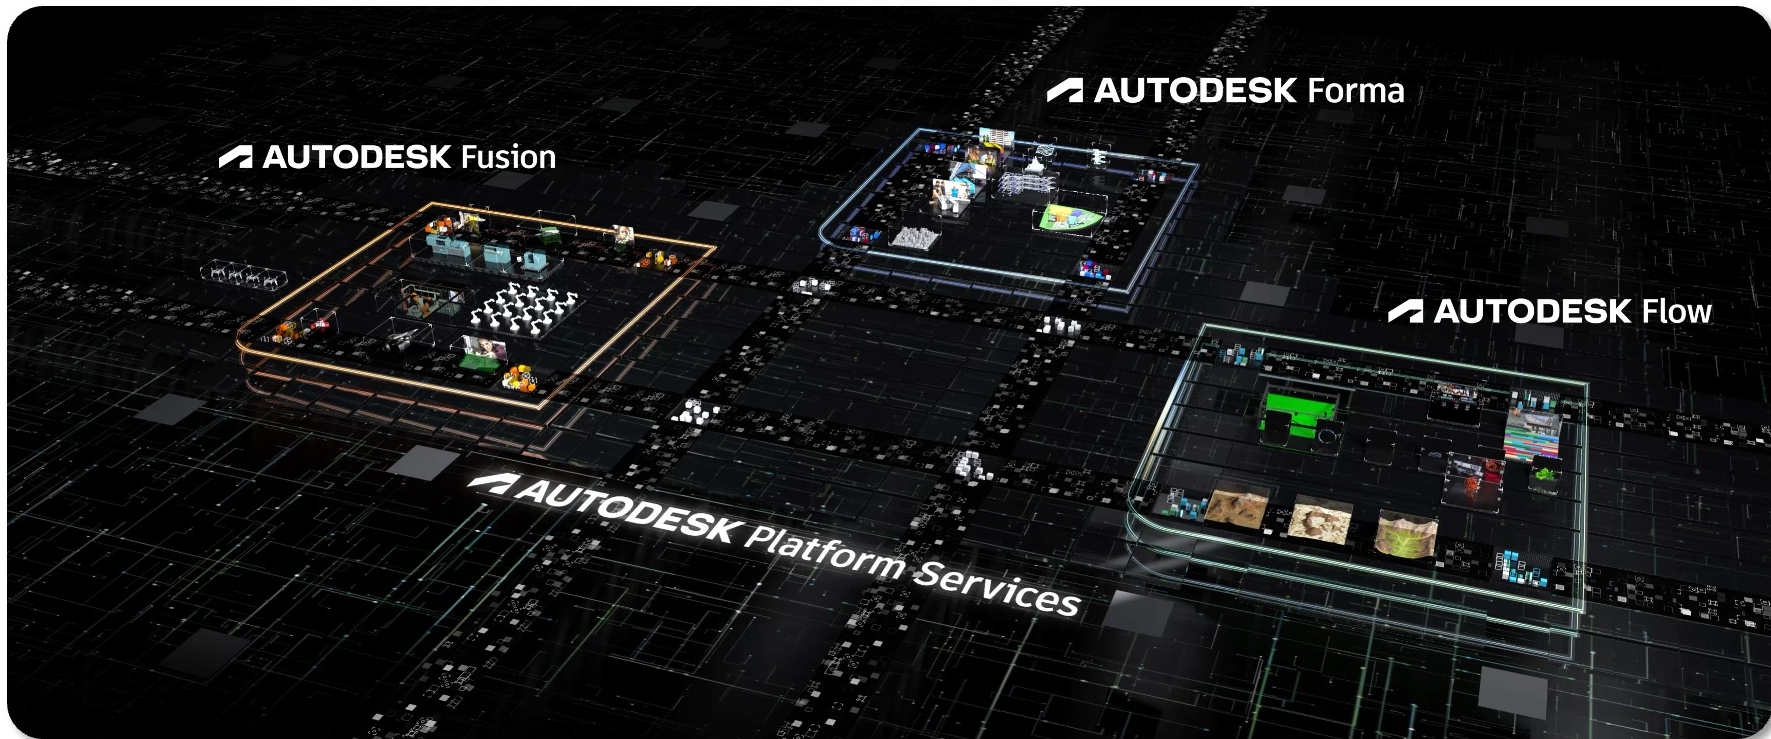 AUTODESK Forma
AUTODESK Fusion
AUTODESK Flow
AUTODESK Platform Services